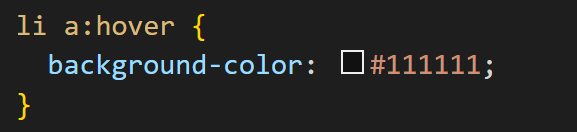 li a:hover {
  background-color: #111111;
}